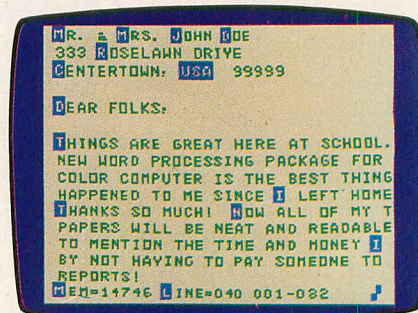 MR. & MRS. JOHN DOE
333 ROSELAWN DRIVE
CENTERTOWN, USA 99999
DEAR FOLKS:
THINGS ARE GREAT HERE AT SCHOOL.
NEW WORD PROCESSING PACKAGE FOR
COLOR COMPUTER IS THE BEST THING
HAPPENED TO ME SINCE I LEFT HOME
THANKS SO MUCH! NOW ALL OF MY T
PAPERS WILL BE NEAT AND READABLE
TO MENTION THE TIME AND MONEY I
BY NOT HAVING TO PAY SOMEONE TO
REPORTS!
MEM=14746 LINE=040 001-032